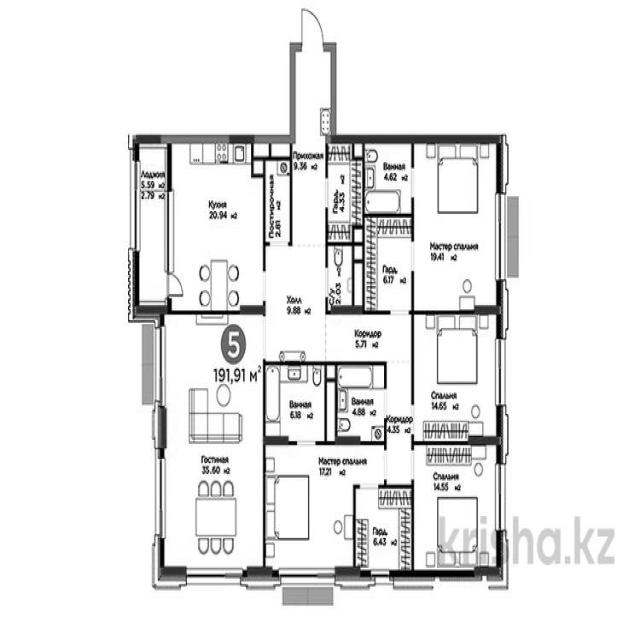 Лоджия
5.59 м2
2.79 м2
Кухня
20.94 м2
Постирочная
2.81 м2
Прихожая
9.36 м2
Гард.
4.33
Ванная
4.62 м2
Мастер спальня
19.41 м2
Гард.
6.17 м2
С/У
2.03 м2
Холл
9.88 м2
Коридор
5.71 м2
5
191,91 м2
Гостиная
35.60 м2
Ванная
6.18 м2
Ванная
4.88 м2
Коридор
4.35 м2
Спальня
14.65 м2
Мастер спальня
17.21 м2
Гард.
6.43 м2
Спальня
14.55 м2
krisha.kz